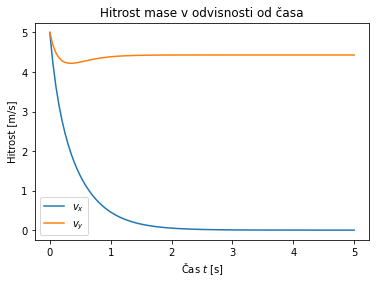 Hitrost mase v odvisnosti od časa
Hitrost [m/s]
5
4
3
2
1
0
v_x
v_y
0 1 2 3 4 5
Čas t [s]